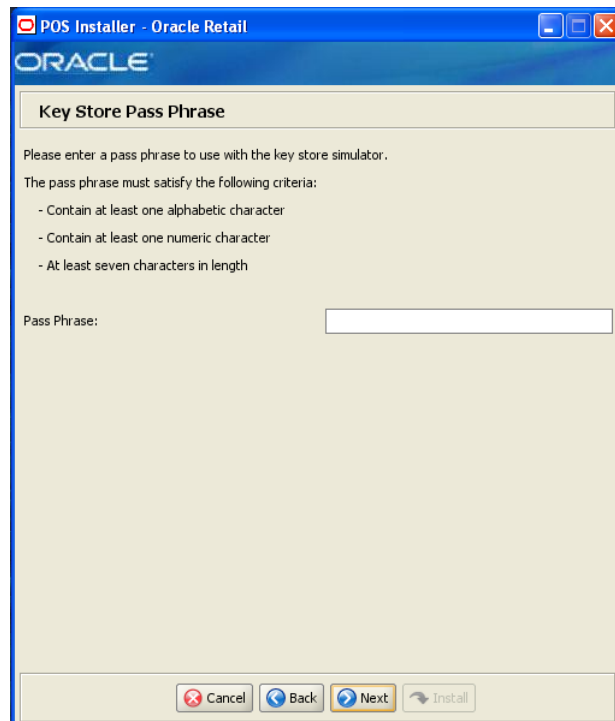 POS Installer - Oracle Retail
ORACLE
Key Store Pass Phrase
Please enter a pass phrase to use with the key store simulator.
The pass phrase must satisfy the following criteria:
- Contain at least one alphabetic character
- Contain at least one numeric character
- At least seven characters in length
Pass Phrase:
Cancel Back Next Install